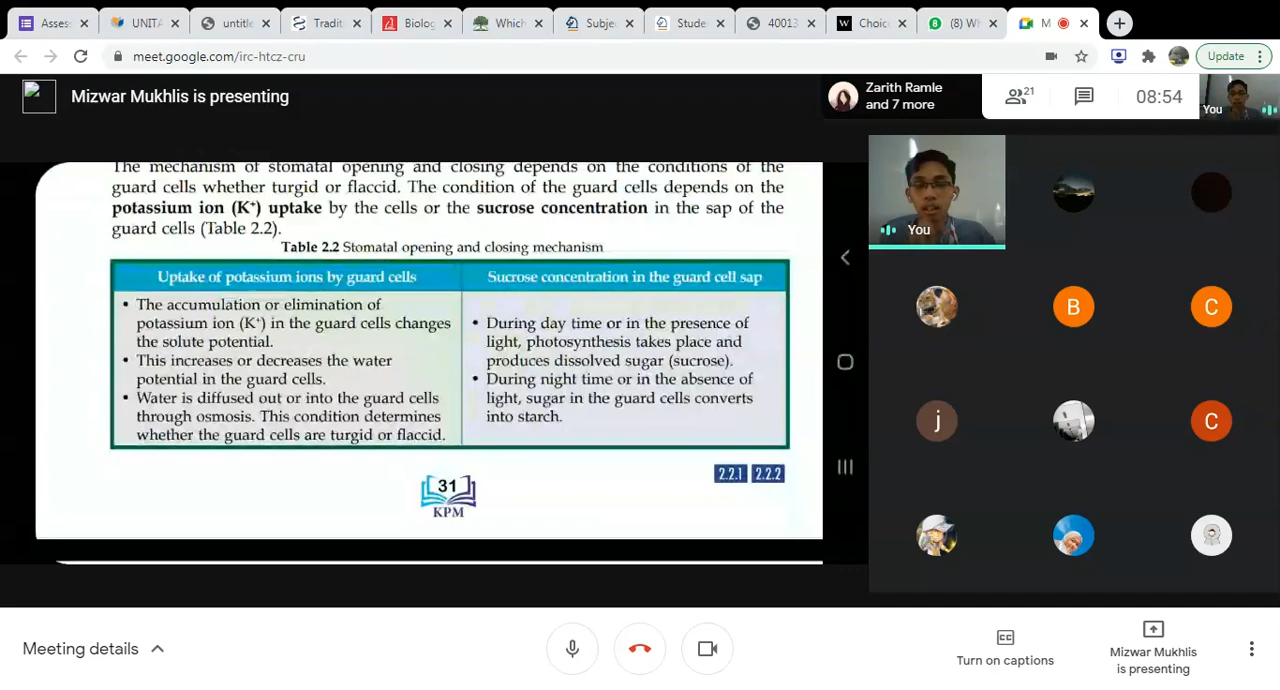 Asses
UNITA
untitle
Tradit
Biolog
Which
Subje
Stude
40013
Choic
(8) Wh
M
meet.google.com/irc-htcz-cru
Update
Mizwar Mukhlis is presenting
Zarith Ramle
and 7 more
21
08:54
You
The mechanism of stomatal opening and closing depends on the conditions of the
guard cells whether turgid or flaccid. The condition of the guard cells depends on the
potassium ion (K⁺) uptake by the cells or the sucrose concentration in the sap of the
guard cells (Table 2.2).
Table 2.2 Stomatal opening and closing mechanism
Uptake of potassium ions by guard cells
• The accumulation or elimination of
potassium ion (K⁺) in the guard cells changes
the solute potential.
• This increases or decreases the water
potential in the guard cells.
• Water is diffused out or into the guard cells
through osmosis. This condition determines
whether the guard cells are turgid or flaccid.
Sucrose concentration in the guard cell sap
• During day time or in the presence of
light, photosynthesis takes place and
produces dissolved sugar (sucrose).
• During night time or in the absence of
light, sugar in the guard cells converts
into starch.
31
KPM
2.2.1 2.2.2
You
B
C
j
C
Meeting details
CC
Turn on captions
Mizwar Mukhlis
is presenting